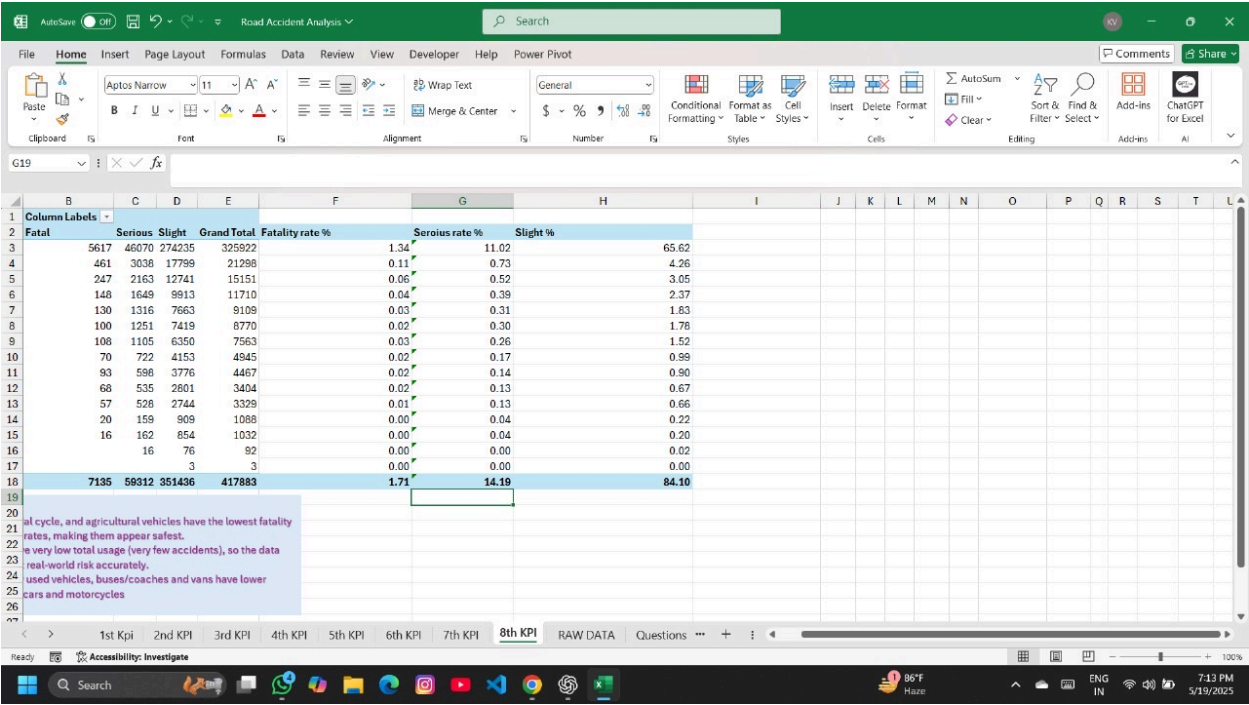 AutoSave Off Road Accident Analysis Search KV
File Home Insert Page Layout Formulas Data Review View Developer Help Power Pivot Comments Share
Paste Aptos Narrow 11 A^ A˅ Wrap Text General Conditional Formatting Format as Table Cell Styles Insert Delete Format AutoSum Fill Clear Sort & Filter Find & Select Add-ins ChatGPT for Excel
B I U A Merge & Center $ % 9
Clipboard Font Alignment Number Styles Cells Editing Add-ins AI
G19 fx
B C D E F G H I J K L M N O P Q R S T U
1 Column Labels
2 Fatal Serious Slight Grand Total Fatality rate % Seroius rate % Slight %
3 5617 46070 274235 325922 1.34 11.02 65.62
4 461 3038 17799 21298 0.11 0.73 4.26
5 247 2163 12741 15151 0.06 0.52 3.05
6 148 1649 9913 11710 0.04 0.39 2.37
7 130 1316 7663 9109 0.03 0.31 1.83
8 100 1251 7419 8770 0.02 0.30 1.78
9 108 1105 6350 7563 0.03 0.26 1.52
10 70 722 4153 4945 0.02 0.17 0.99
11 93 598 3776 4467 0.02 0.14 0.90
12 68 535 2801 3404 0.02 0.13 0.67
13 57 528 2744 3329 0.01 0.13 0.66
14 20 159 909 1088 0.00 0.04 0.22
15 16 162 854 1032 0.00 0.04 0.20
16 16 76 92 0.00 0.00 0.02
17 3 3 0.00 0.00 0.00
18 7135 59312 351436 417883 1.71 14.19 84.10
19
20
21 al cycle, and agricultural vehicles have the lowest fatality
22 rates, making them appear safest.
23 e very low total usage (very few accidents), so the data
24 real-world risk accurately.
25 used vehicles, buses/coaches and vans have lower
26 cars and motorcycles
1st Kpi 2nd KPI 3rd KPI 4th KPI 5th KPI 6th KPI 7th KPI 8th KPI RAW DATA Questions
Ready Accessibility: Investigate 100%
Search 4 1 86°F Haze ENG IN 7:13 PM 5/19/2025